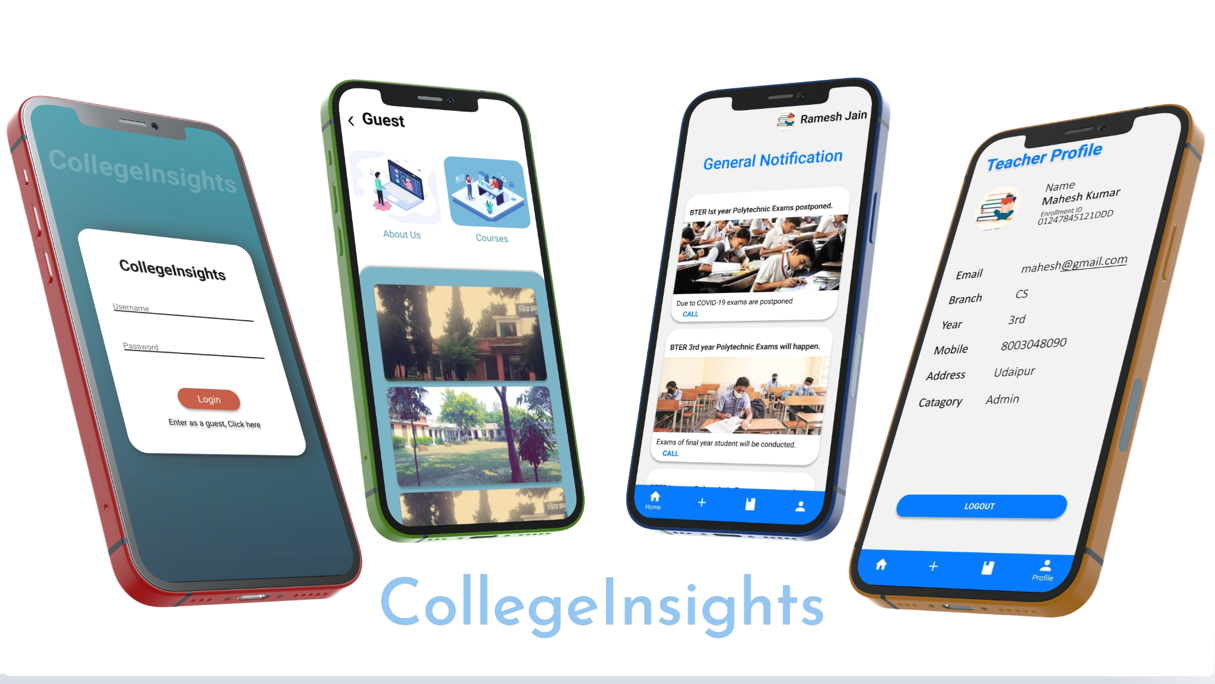 CollegeInsights
CollegeInsights
Username
Password
Login
Enter as a guest, Click here
Guest
About Us
Courses
Ramesh Jain
General Notification
BTER Ist year Polytechnic Exams postponed.
Due to COVID-19 exams are postponed
CALL
BTER 3rd year Polytechnic Exams will happen.
Exams of final year student will be conducted.
CALL
Home
Teacher Profile
Name
Mahesh Kumar
Enrollment ID
01247845121DDD
Email mahesh@gmail.com
Branch CS
Year 3rd
Mobile 8003048090
Address Udaipur
Catagory Admin
LOGOUT
Profile
CollegeInsights